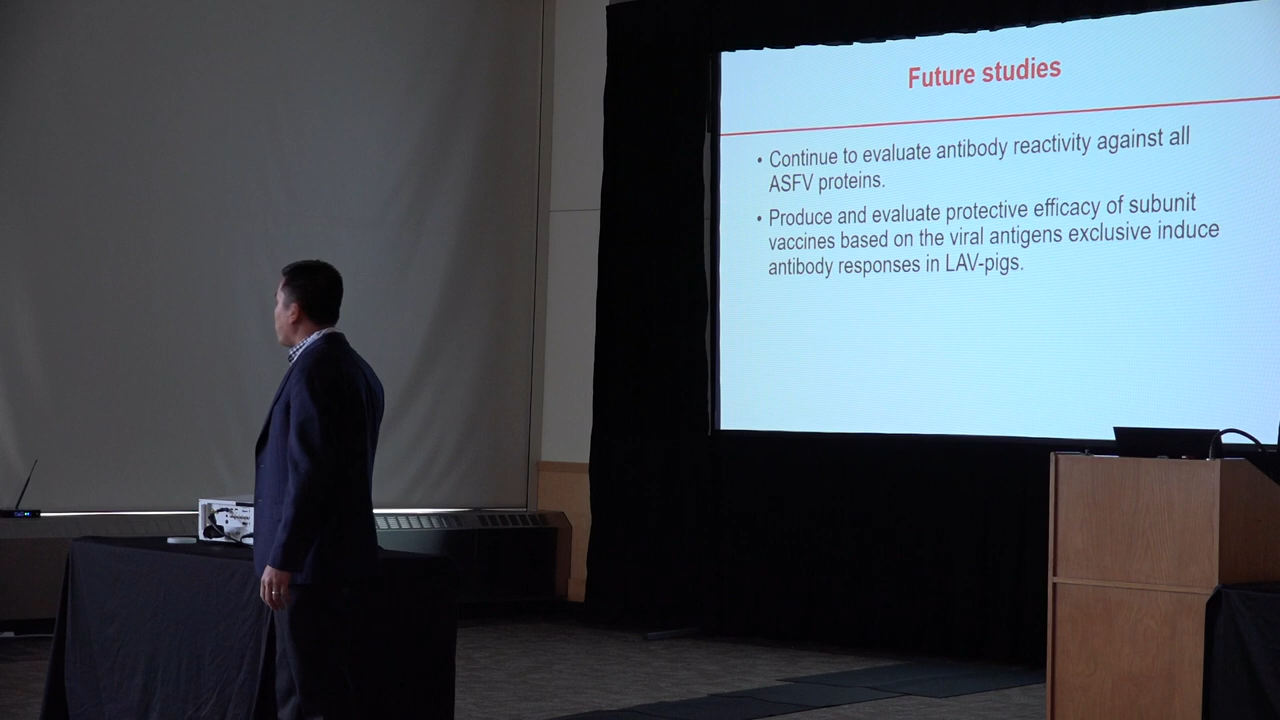 Future studies
• Continue to evaluate antibody reactivity against all
ASFV proteins.
• Produce and evaluate protective efficacy of subunit
vaccines based on the viral antigens exclusive induce
antibody responses in LAV-pigs.